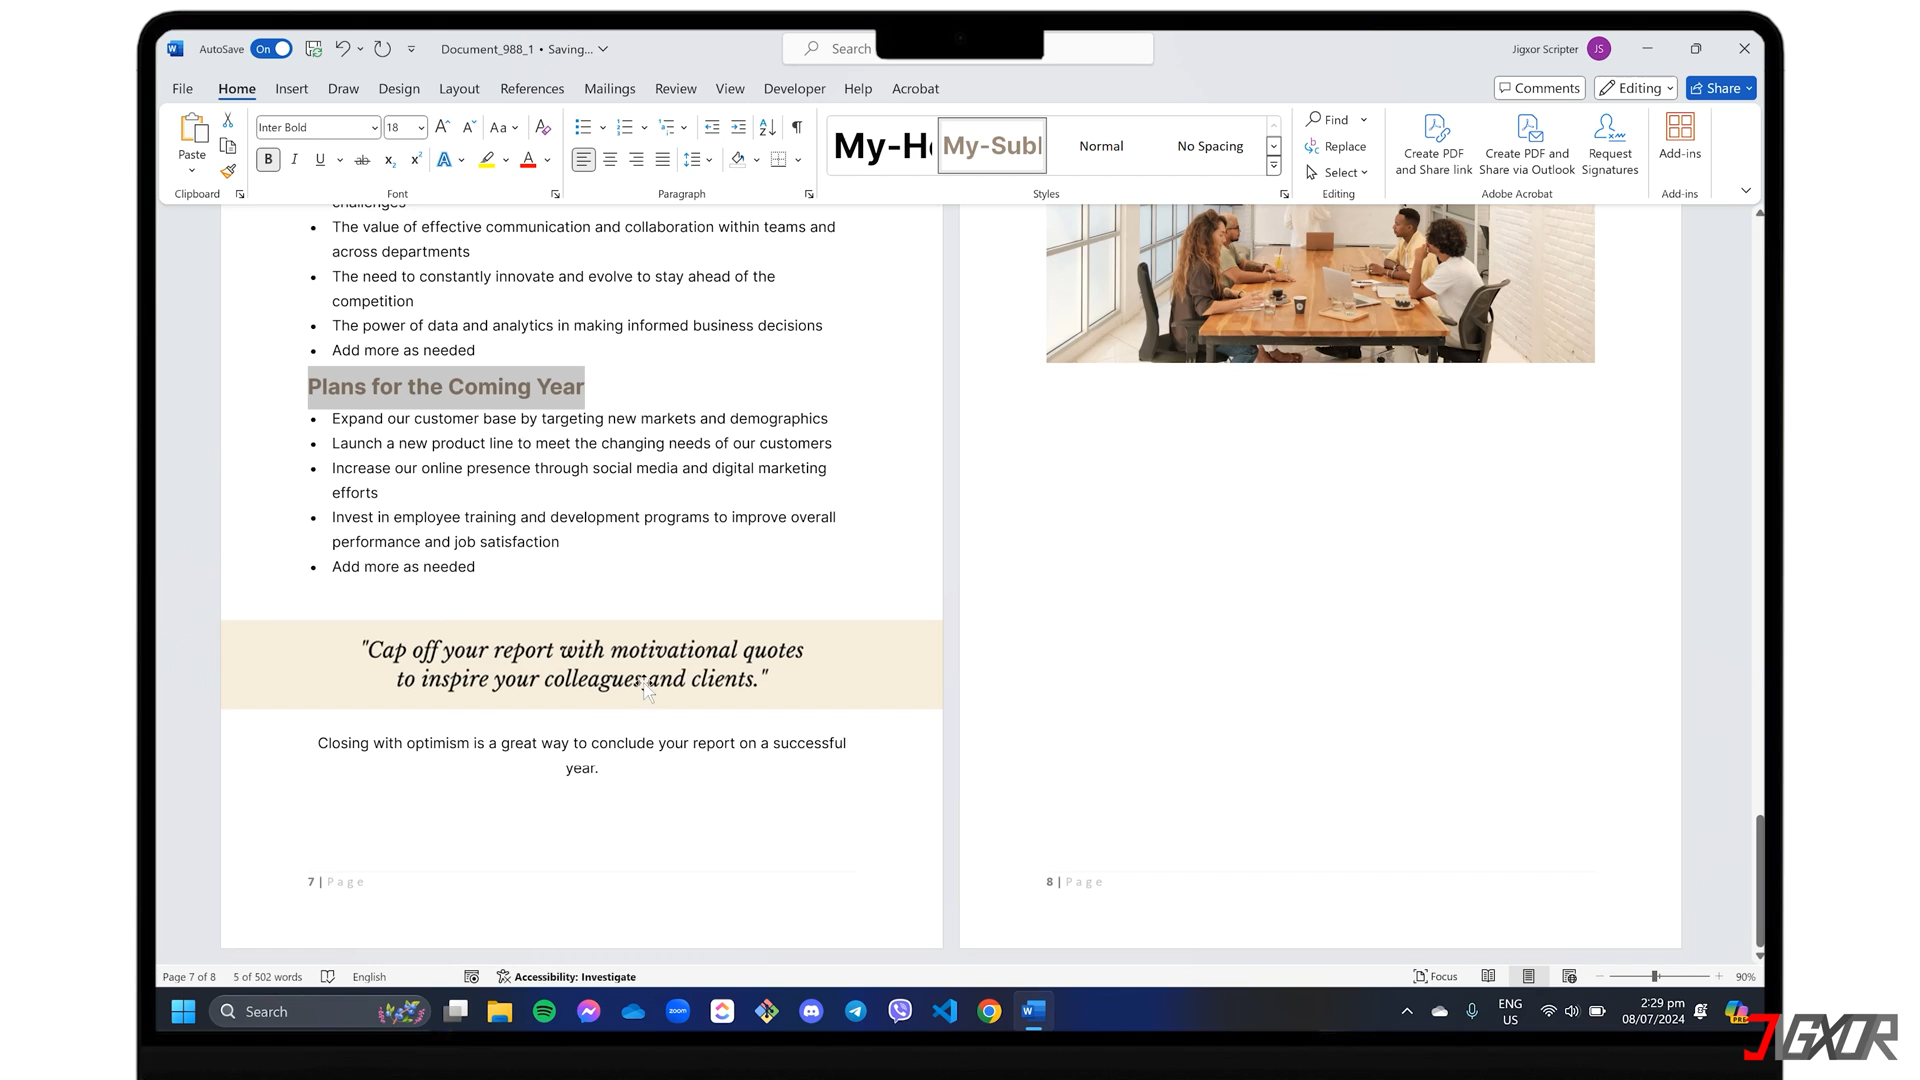 AutoSave On Document_988_1 • Saving... Search Jigxor Scripter JS
File Home Insert Draw Design Layout References Mailings Review View Developer Help Acrobat Comments Editing Share
Paste
Clipboard
Inter Bold 18
Aa
B I U ab x₂ x² A A
Font
Paragraph
My-He My-Subl Normal No Spacing
Styles
Find
Replace
Select
Editing
Create PDF
and Share link
Create PDF and
Share via Outlook
Request
Signatures
Adobe Acrobat
Add-ins
Add-ins
challenges
• The value of effective communication and collaboration within teams and
across departments
• The need to constantly innovate and evolve to stay ahead of the
competition
• The power of data and analytics in making informed business decisions
• Add more as needed
Plans for the Coming Year
• Expand our customer base by targeting new markets and demographics
• Launch a new product line to meet the changing needs of our customers
• Increase our online presence through social media and digital marketing
efforts
• Invest in employee training and development programs to improve overall
performance and job satisfaction
• Add more as needed
"Cap off your report with motivational quotes
to inspire your colleagues and clients."
Closing with optimism is a great way to conclude your report on a successful
year.
7 | Page
8 | Page
Page 7 of 8 5 of 502 words English Accessibility: Investigate Focus 90%
Search zoom W ENG
US
2:29 pm
08/07/2024
PRE
JIGXOR